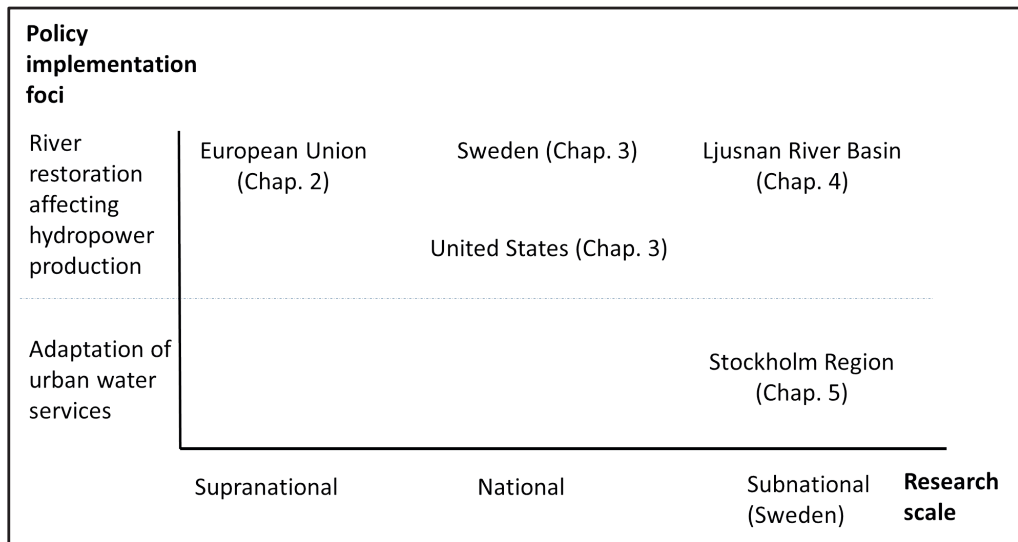 Policy
implementation
foci
River
restoration
affecting
hydropower
production
European Union
(Chap. 2)
Sweden (Chap. 3)
Ljusnan River Basin
(Chap. 4)
United States (Chap. 3)
Adaptation of
urban water
services
Stockholm Region
(Chap. 5)
Supranational
National
Subnational
(Sweden)
Research
scale